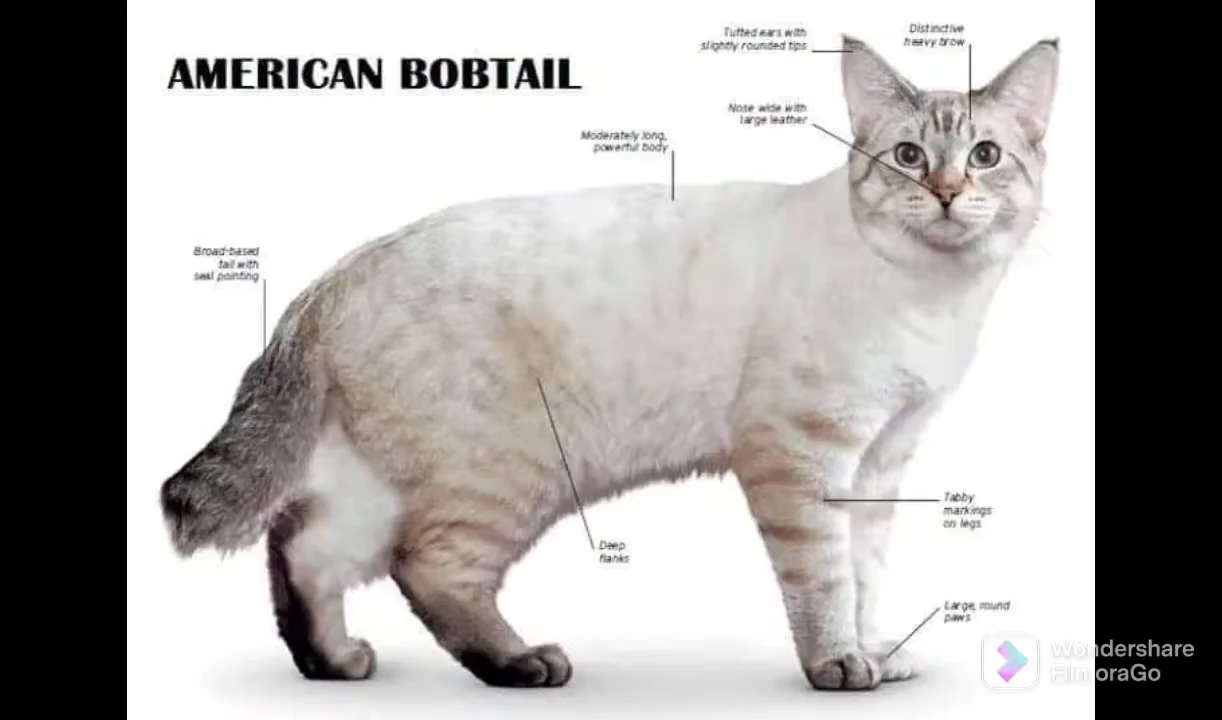 AMERICAN BOBTAIL
Tufted ears with
slightly rounded tips
Distinctive
heavy brow
Nose wide with
large leather
Moderately long,
powerful body
Broad-based
tail with
seal pointing
Deep
flanks
Tabby
markings
on legs
Large, round
paws
Wondershare
FilmoraGo